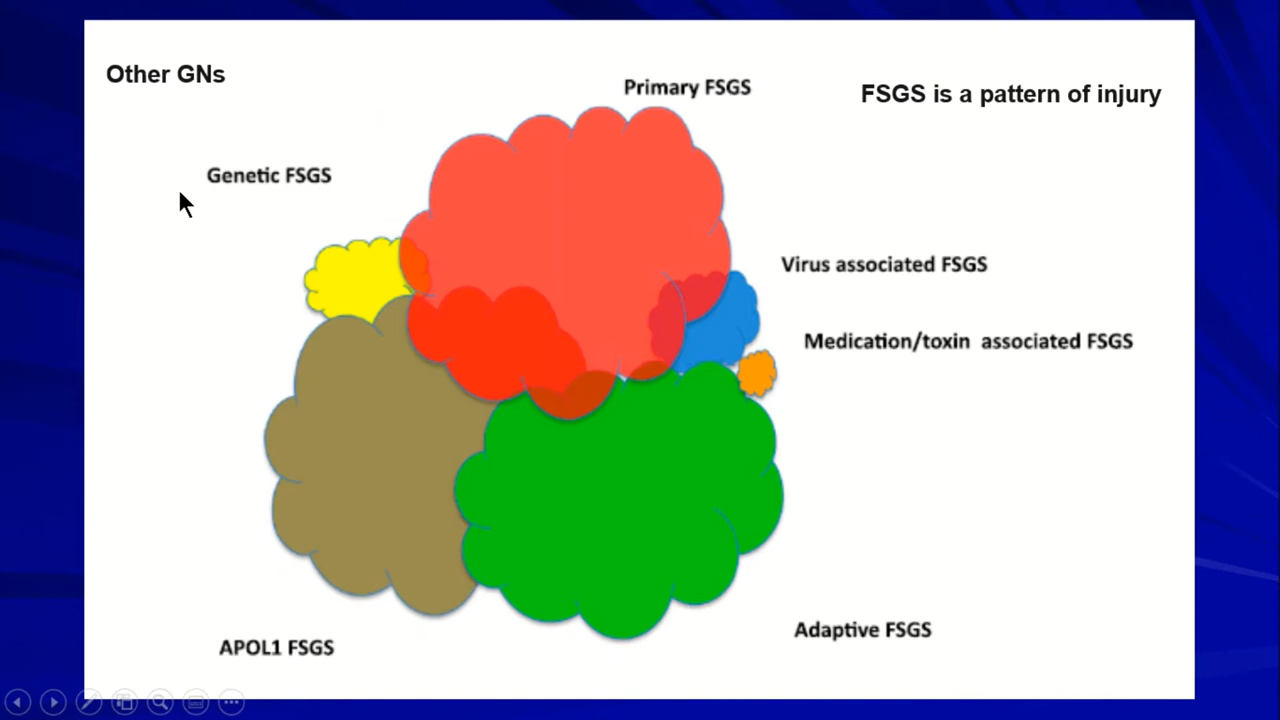 Other GNs
Primary FSGS
FSGS is a pattern of injury
Genetic FSGS
Virus associated FSGS
Medication/toxin associated FSGS
Adaptive FSGS
APOL1 FSGS